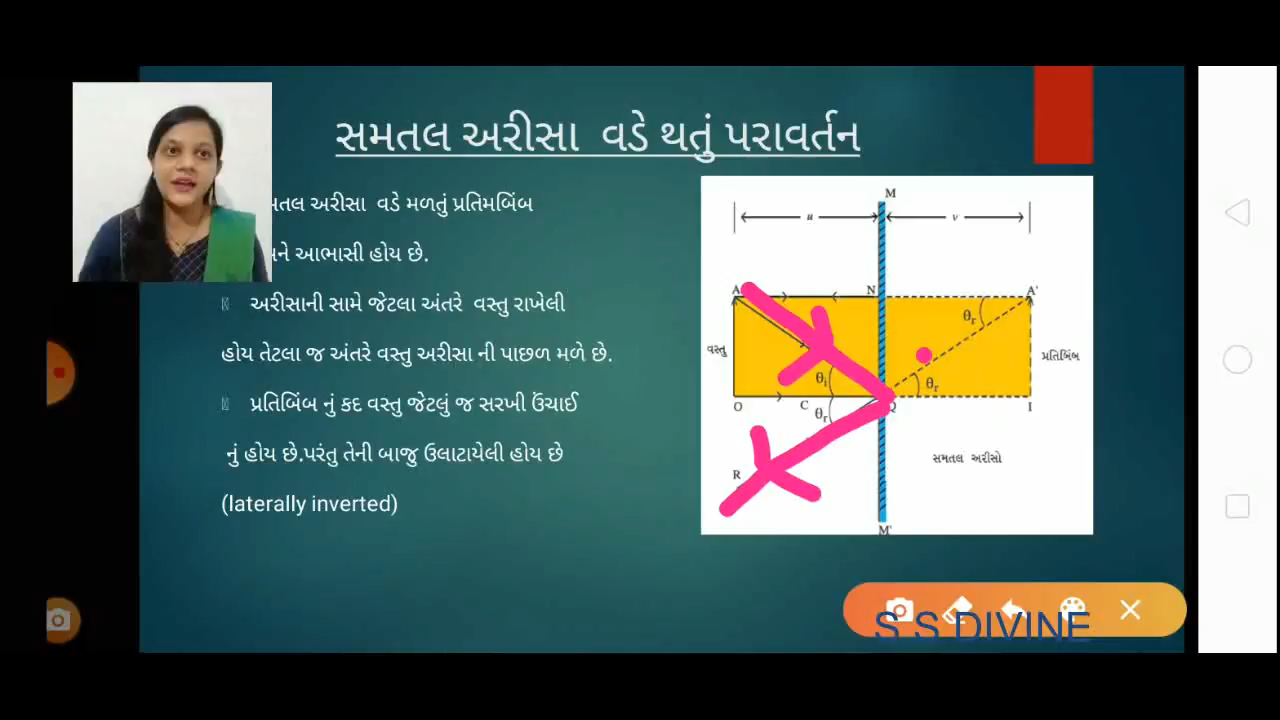 સમતલ અરીસા વડે થતું પરાવર્તન
મતલ અરીસા વડે મળતું પ્રતિમબિંબ
ને આભાસી હોય છે.
અરીસાની સામે જેટલા અંતરે વસ્તુ રાખેલી
હોય તેટલા જ અંતરે વસ્તુ અરીસા ની પાછળ મળે છે.
પ્રતિબિંબ નું કદ વસ્તુ જેટલું જ સરખી ઉંચાઈ
નું હોય છે.પરંતુ તેની બાજુ ઉલાટાયેલી હોય છે
(laterally inverted)
M
u v
A N A'
θr
વસ્તુ પ્રતિબિંબ
θi θr
O C Q I
θr
સમતલ અરીસો
R
M'
S S DIVINE